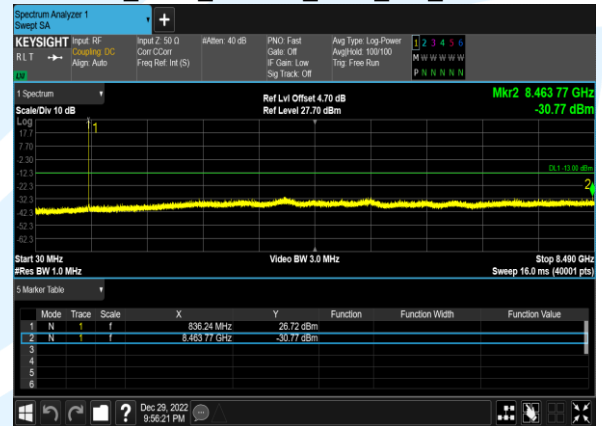 Spectrum Analyzer 1
Swept SA
+
KEYSIGHT Input: RF Input Z: 50 Ω #Atten: 40 dB PNO: Fast Avg Type: Log-Power 1 2 3 4 5 6
RLT Coupling: DC Corr CCorr Gate: Off Avg|Hold: 100/100 M W W W W W
Align: Auto Freq Ref: Int (S) IF Gain: Low Trig: Free Run P N N N N N
Sig Track: Off
1 Spectrum Ref Lvl Offset 4.70 dB Mkr2 8.463 77 GHz
Scale/Div 10 dB Ref Level 27.70 dBm -30.77 dBm
Log
17.7
7.70
-2.30
-12.3
-22.3
-32.3
-42.3
-52.3
-62.3
1
DL1 -13.00 dBm
2
Start 30 MHz Video BW 3.0 MHz Stop 8.490 GHz
#Res BW 1.0 MHz Sweep 16.0 ms (40001 pts)
5 Marker Table
Mode Trace Scale X Y Function Function Width Function Value
1 N 1 f 836.24 MHz 26.72 dBm
2 N 1 f 8.463 77 GHz -30.77 dBm
3
4
5
6
? Dec 29, 2022
9:56:21 PM